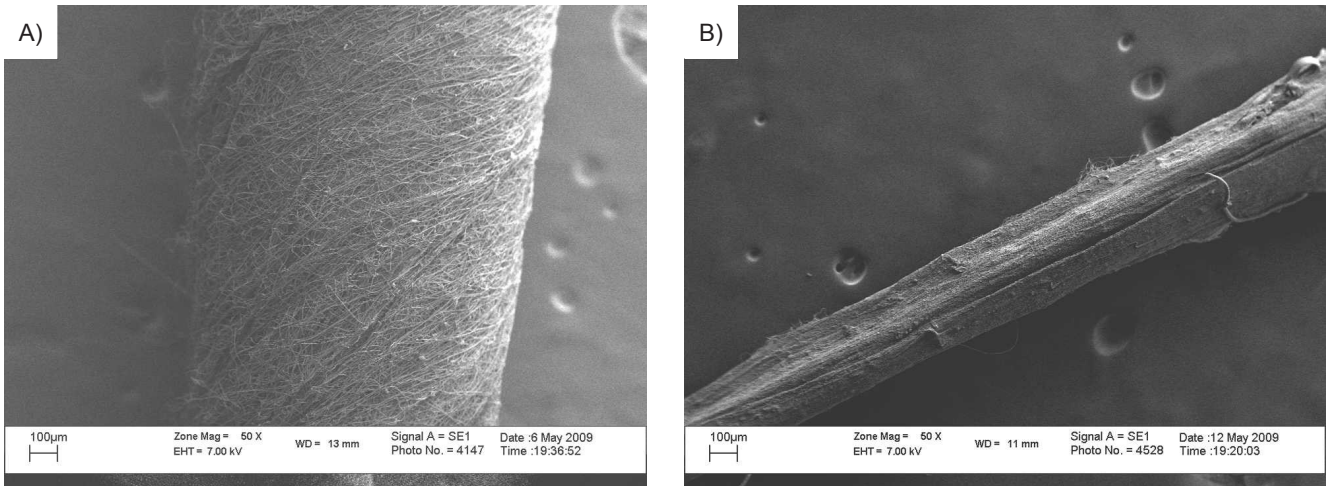 A)
100µm
Zone Mag = 50 X
EHT = 7.00 kV
WD = 13 mm
Signal A = SE1
Photo No. = 4147
Date :6 May 2009
Time :19:36:52
B)
100µm
Zone Mag = 50 X
EHT = 7.00 kV
WD = 11 mm
Signal A = SE1
Photo No. = 4528
Date :12 May 2009
Time :19:20:03